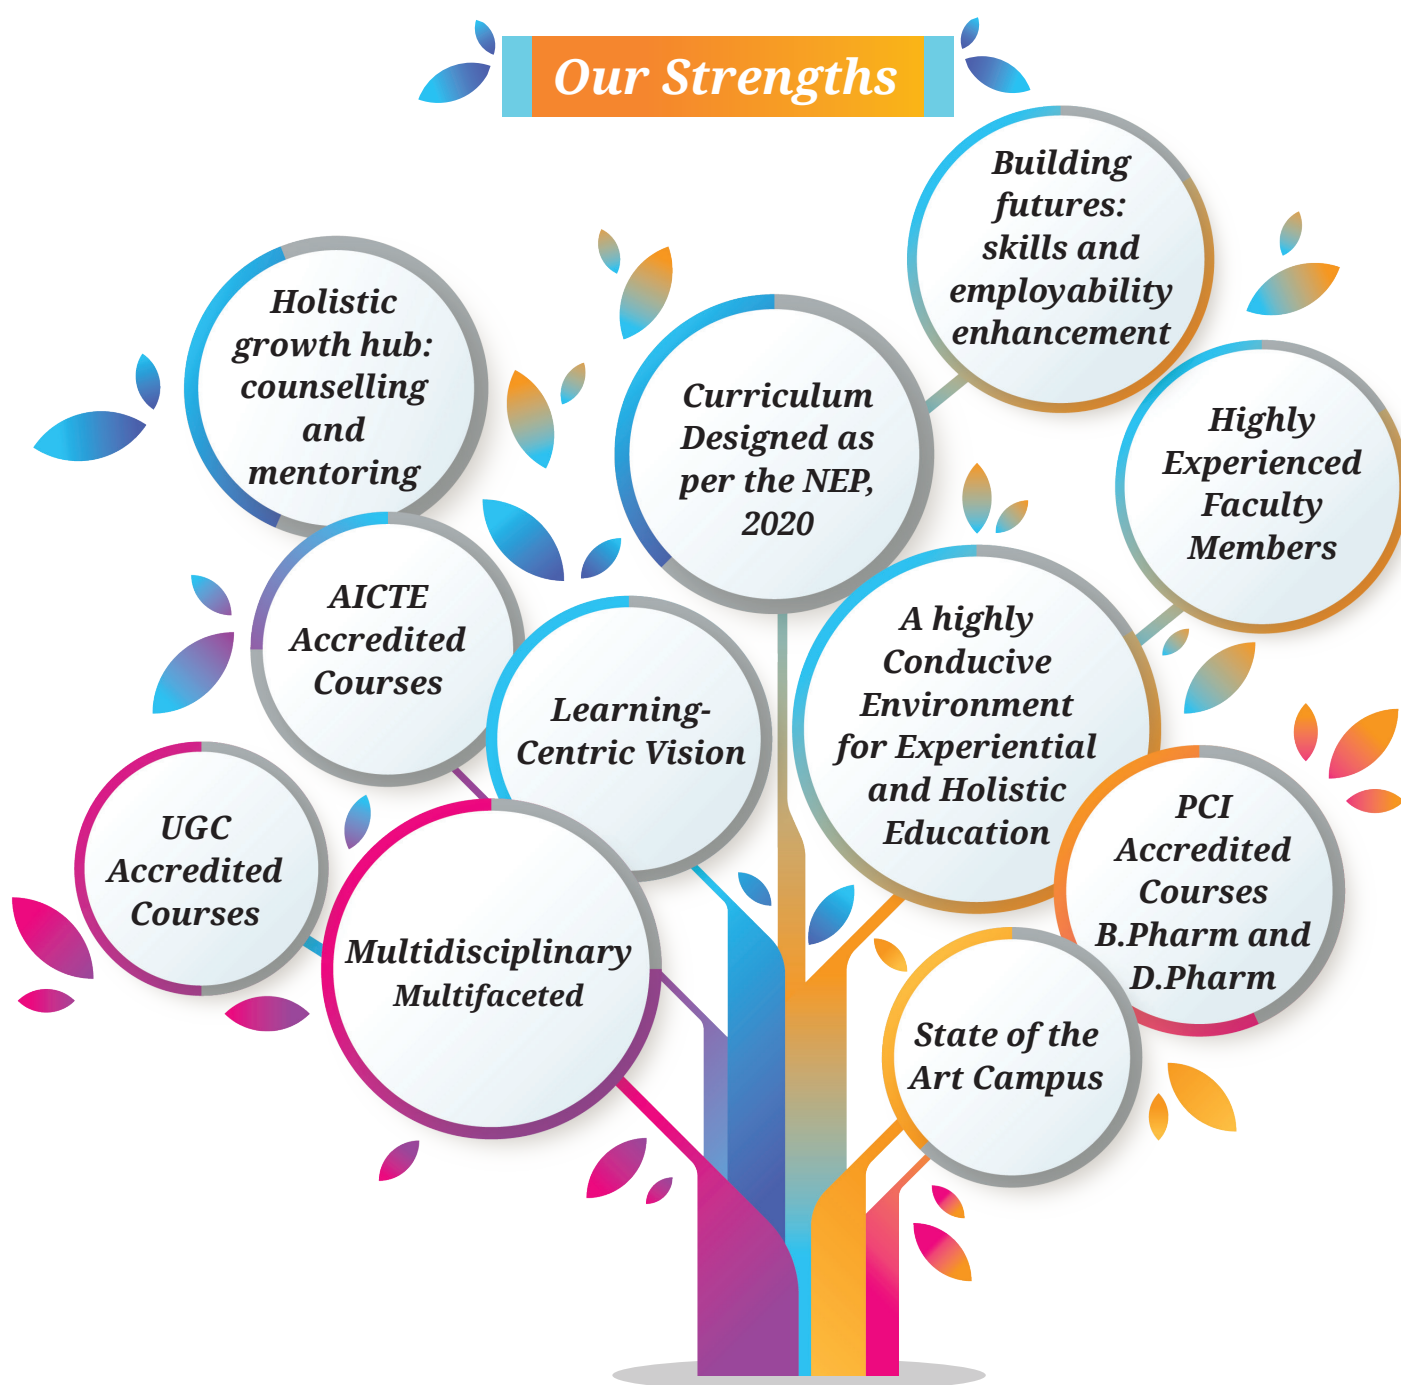 Our Strengths
Building
futures:
skills and
employability
enhancement
Holistic
growth hub:
counselling
and
mentoring
Curriculum
Designed as
per the NEP,
2020
Highly
Experienced
Faculty
Members
AICTE
Accredited
Courses
Learning-
Centric Vision
A highly
Conducive
Environment
for Experiential
and Holistic
Education
UGC
Accredited
Courses
PCI
Accredited
Courses
B.Pharm and
D.Pharm
Multidisciplinary
Multifaceted
State of the
Art Campus